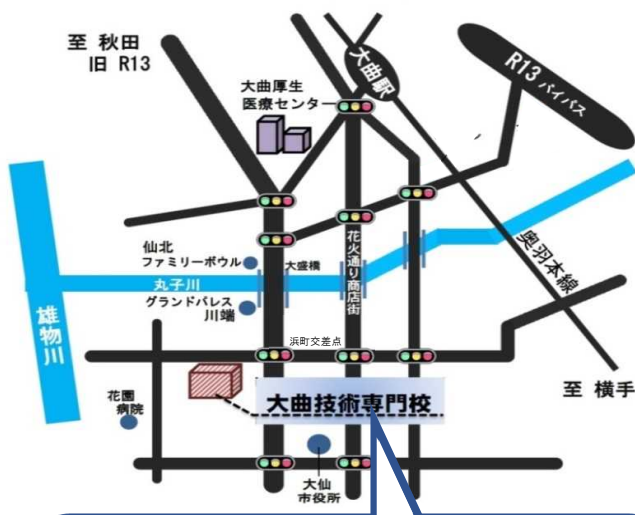 至 秋田
旧 R13
大曲厚生
医療センター
大曲駅
R13 バイパス
仙北
ファミリーボウル
大盛橋
花火通り商店街
丸子川
グランドパレス
川端
雄物川
奥羽本線
浜町交差点
至 横手
花園
病院
大曲技術専門校
大仙
市役所